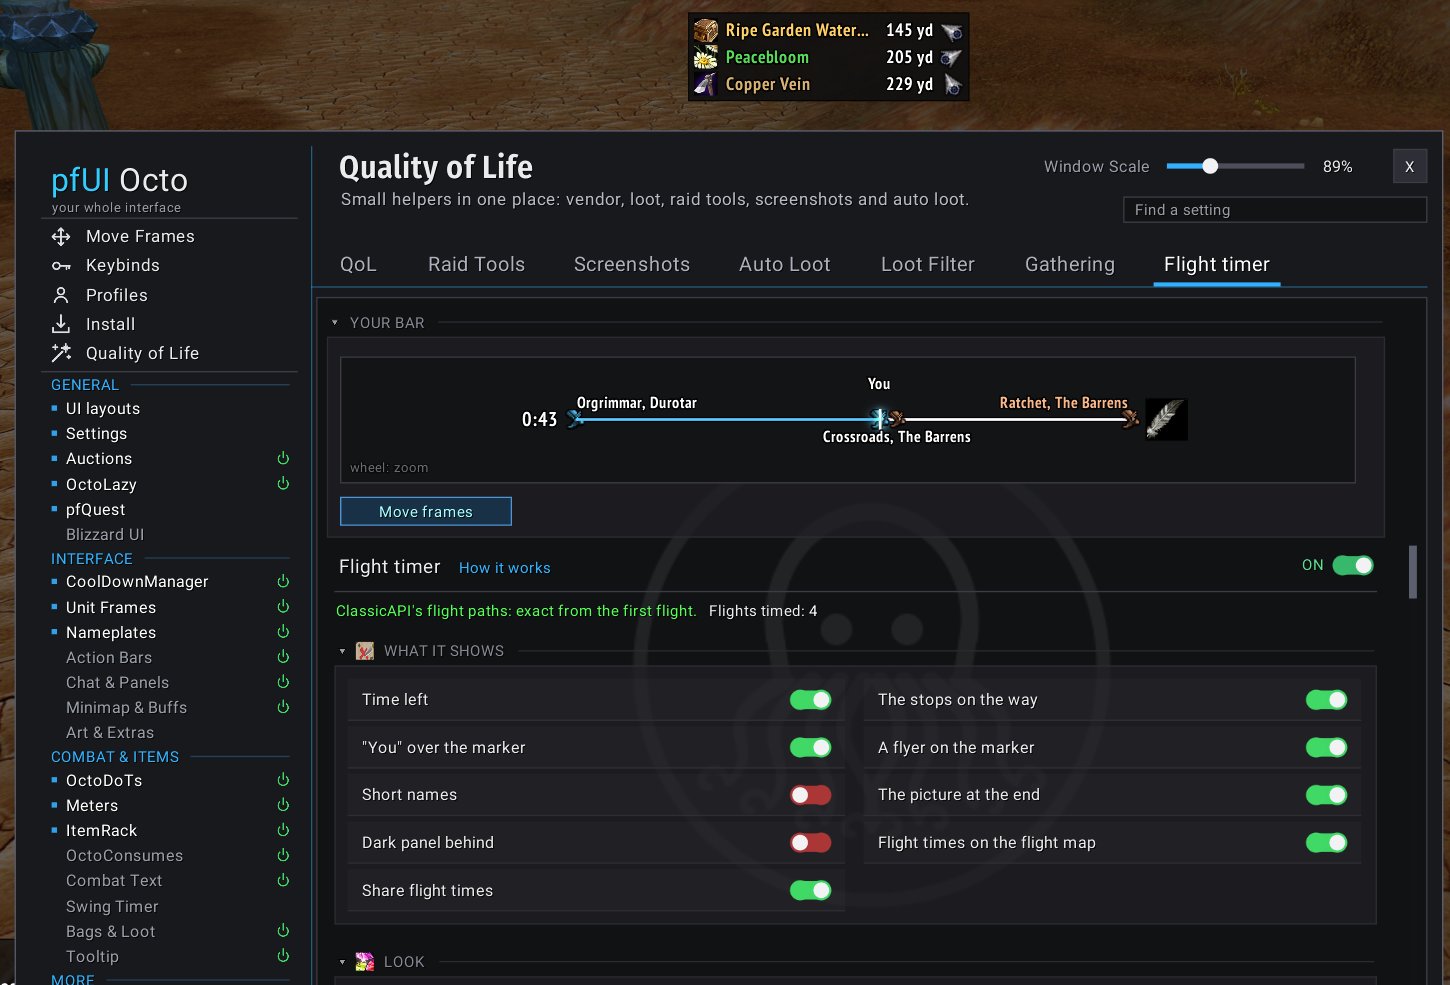 Ripe Garden Water... 145 yd
Peacebloom 205 yd
Copper Vein 229 yd
pfUI Octo
your whole interface
Move Frames
Keybinds
Profiles
Install
Quality of Life
GENERAL
UI layouts
Settings
Auctions
OctoLazy
pfQuest
Blizzard UI
INTERFACE
CoolDownManager
Unit Frames
Nameplates
Action Bars
Chat & Panels
Minimap & Buffs
Art & Extras
COMBAT & ITEMS
OctoDoTs
Meters
ItemRack
OctoConsumes
Combat Text
Swing Timer
Bags & Loot
Tooltip
MORE
Quality of Life
Small helpers in one place: vendor, loot, raid tools, screenshots and auto loot.
Window Scale 89% X
Find a setting
QoL Raid Tools Screenshots Auto Loot Loot Filter Gathering Flight timer
YOUR BAR
You
Orgrimmar, Durotar Ratchet, The Barrens
0:43
Crossroads, The Barrens
wheel: zoom
Move frames
Flight timer How it works ON
ClassicAPI's flight paths: exact from the first flight. Flights timed: 4
WHAT IT SHOWS
Time left The stops on the way
"You" over the marker A flyer on the marker
Short names The picture at the end
Dark panel behind Flight times on the flight map
Share flight times
LOOK